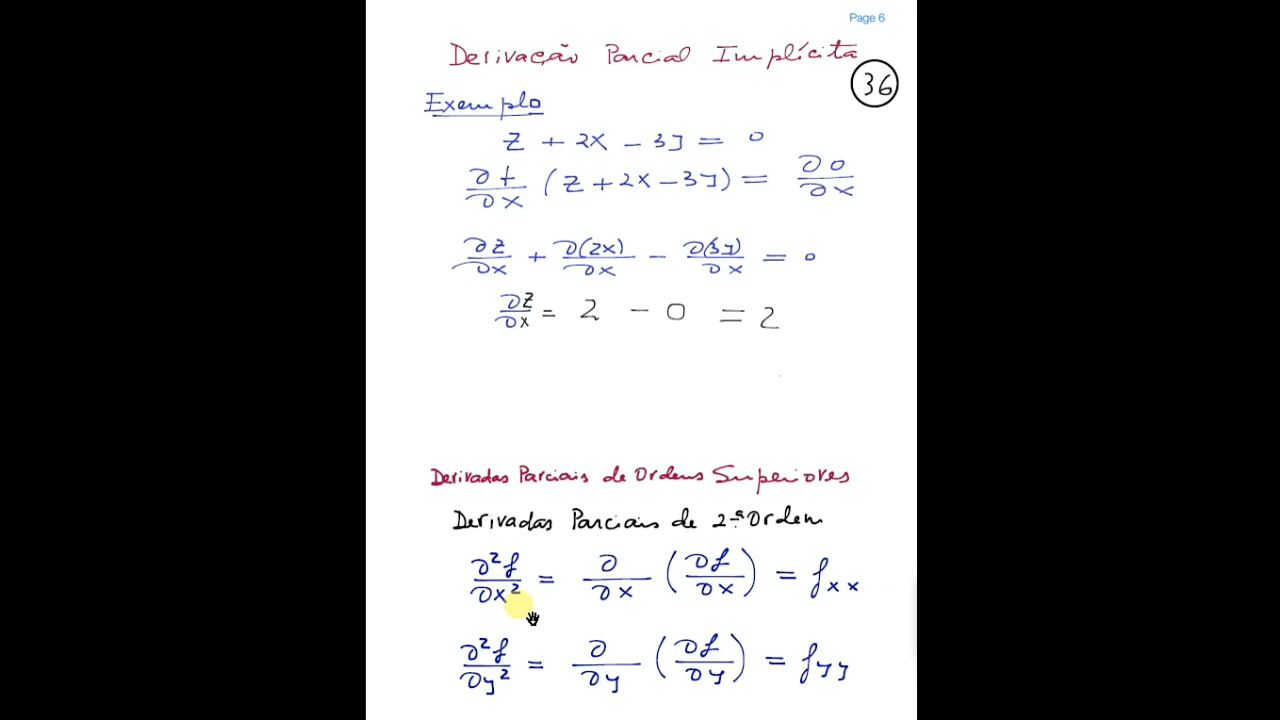 Page 6
Derivação Parcial Implícita
36
Exemplo
z + 2x - 3y = 0
∂f/∂x (z + 2x - 3y) = ∂0/∂x
∂z/∂x + ∂(2x)/∂x - ∂(3y)/∂x = 0
∂z/∂x = 2 - 0 = 2
Derivadas Parciais de Ordens Superiores
Derivadas Parciais de 2ª Ordem
∂²f/∂x² = ∂/∂x (∂f/∂x) = fxx
∂²f/∂y² = ∂/∂y (∂f/∂y) = fyy